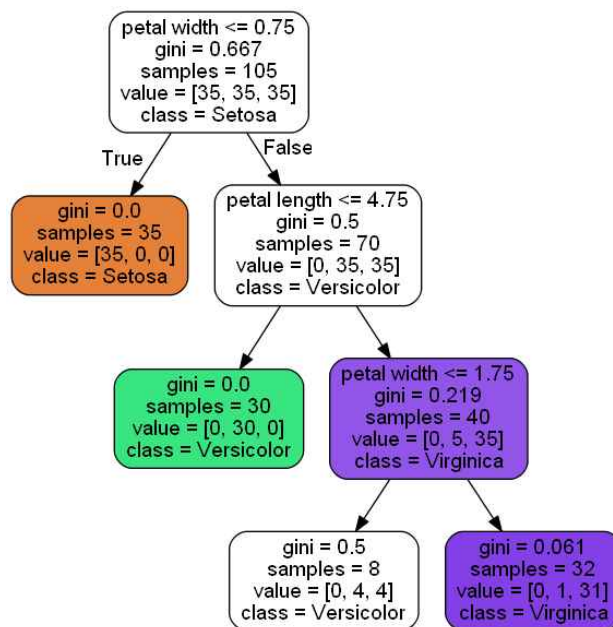 petal width <= 0.75
gini = 0.667
samples = 105
value = [35, 35, 35]
class = Setosa
True
False
gini = 0.0
samples = 35
value = [35, 0, 0]
class = Setosa
petal length <= 4.75
gini = 0.5
samples = 70
value = [0, 35, 35]
class = Versicolor
gini = 0.0
samples = 30
value = [0, 30, 0]
class = Versicolor
petal width <= 1.75
gini = 0.219
samples = 40
value = [0, 5, 35]
class = Virginica
gini = 0.5
samples = 8
value = [0, 4, 4]
class = Versicolor
gini = 0.061
samples = 32
value = [0, 1, 31]
class = Virginica